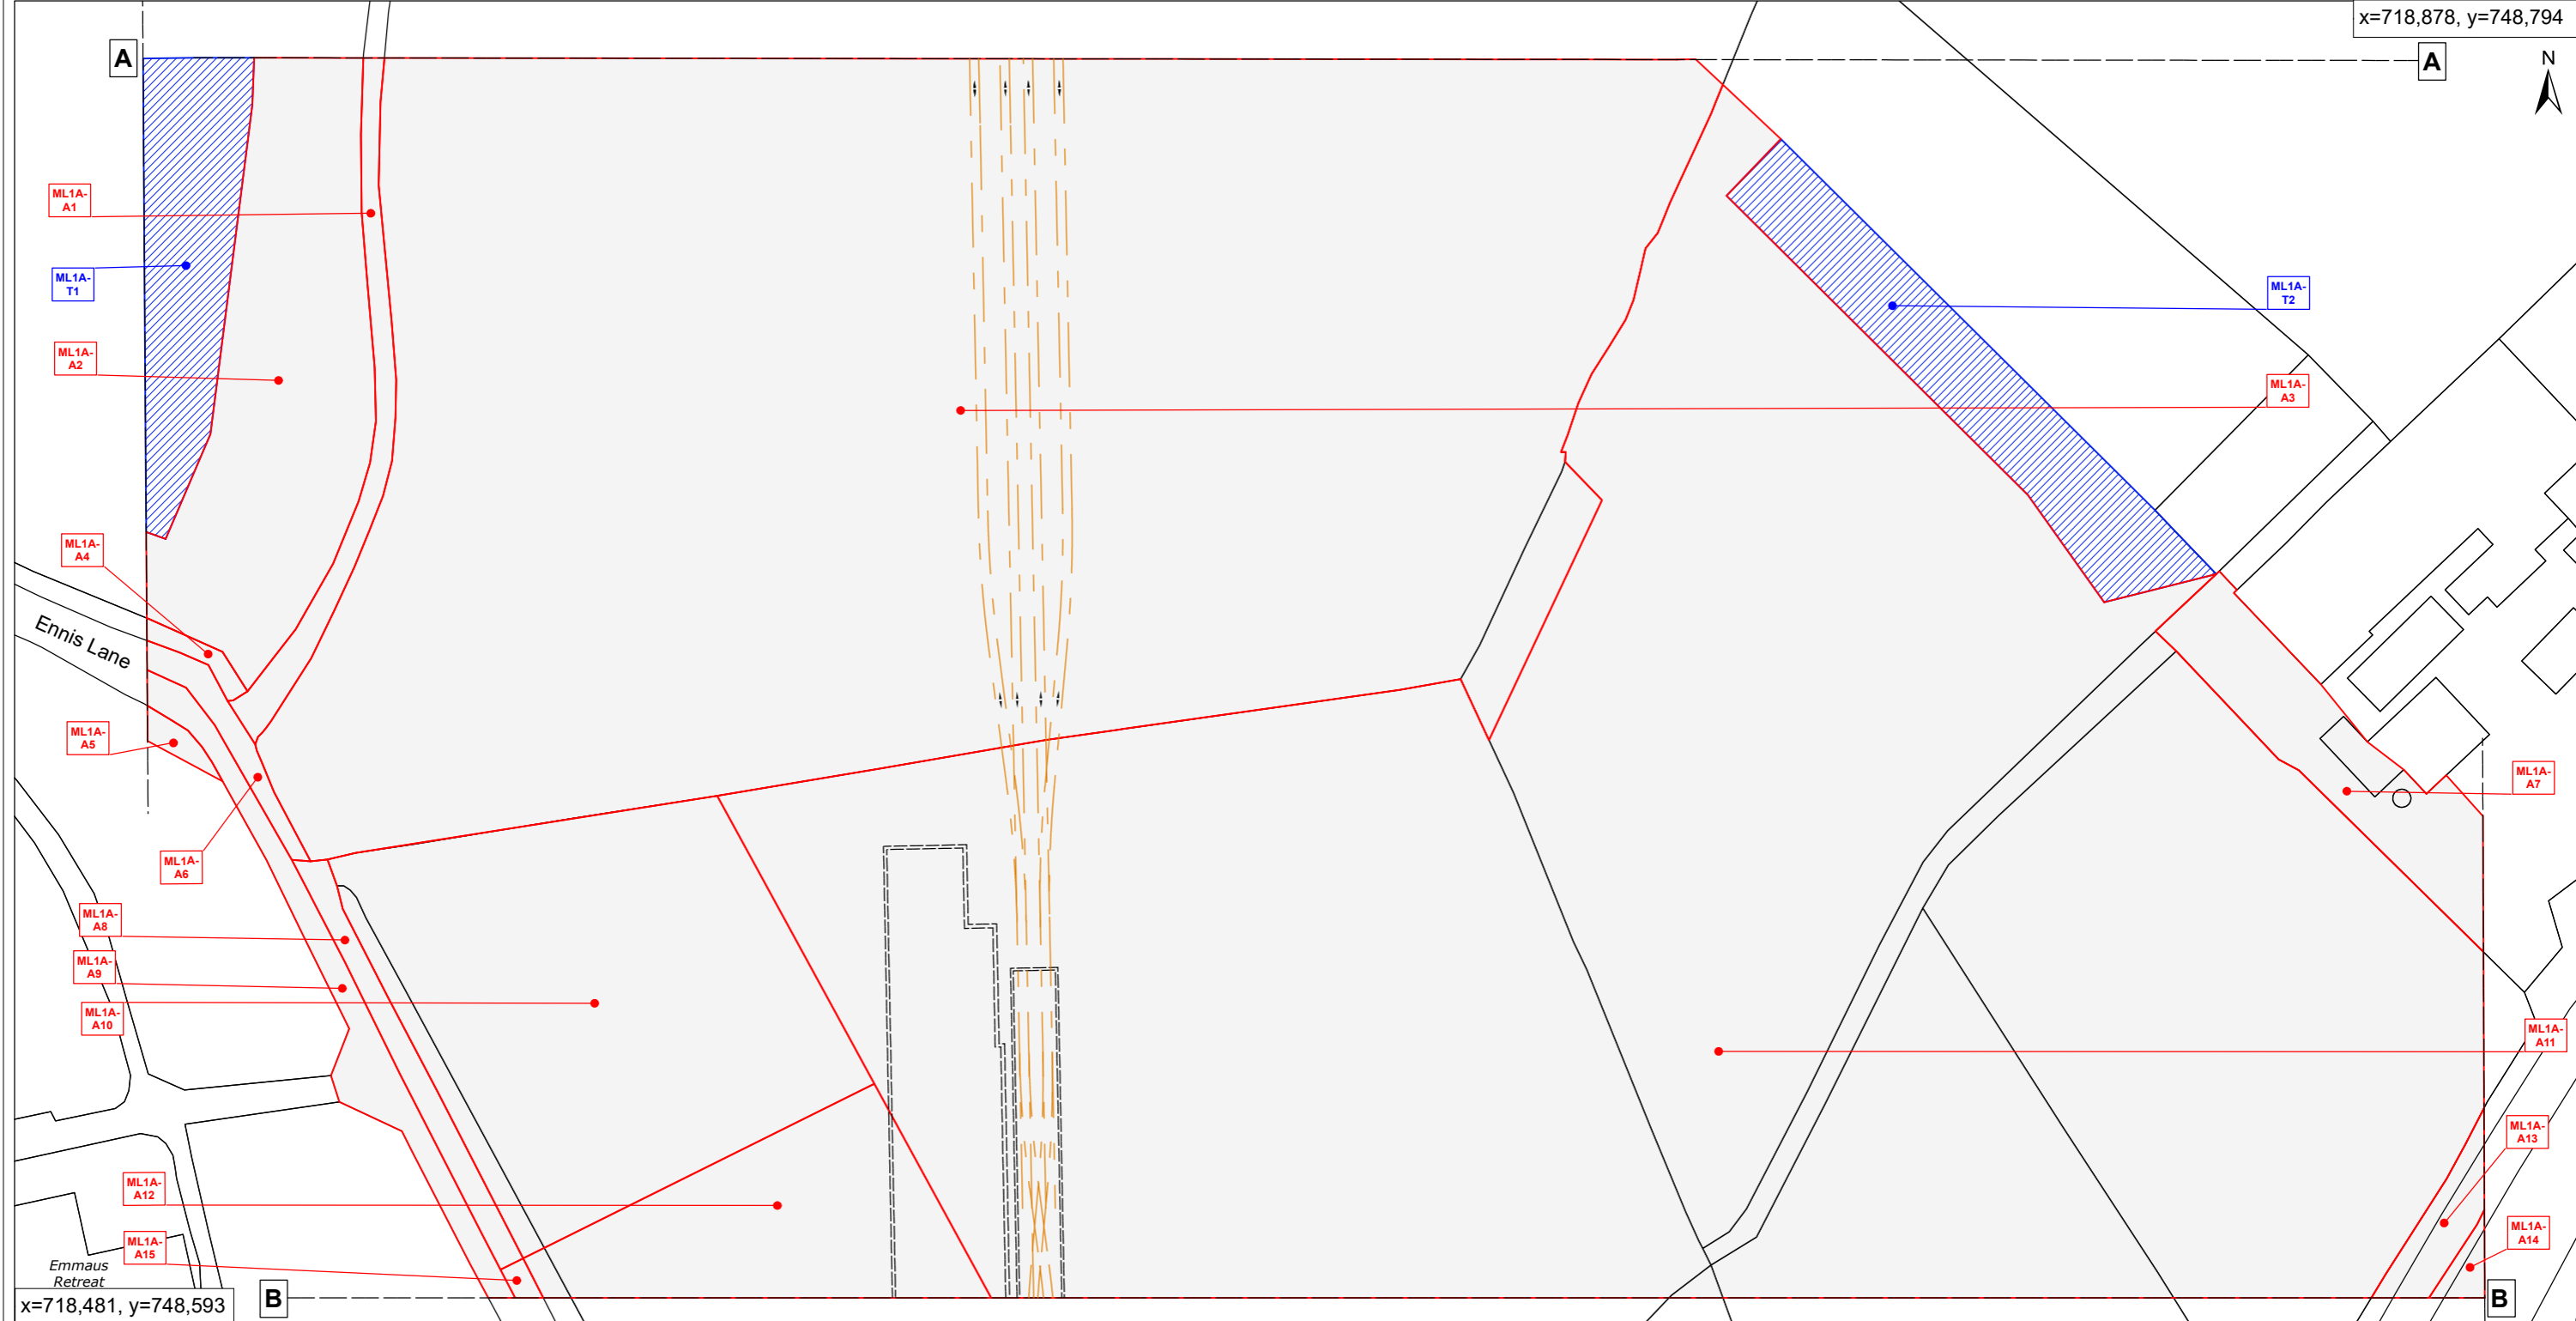 x=718,878, y=748,794
A
A
N
ML1A-
A1
ML1A-
T1
ML1A-
T2
ML1A-
A2
ML1A-
A3
ML1A-
A4
Ennis Lane
ML1A-
A5
ML1A-
A7
ML1A-
A6
ML1A-
A8
ML1A-
A9
ML1A-
A10
ML1A-
A11
ML1A-
A13
ML1A-
A12
ML1A-
A14
ML1A-
A15
Emmaus
Retreat
x=718,481, y=748,593
B
B